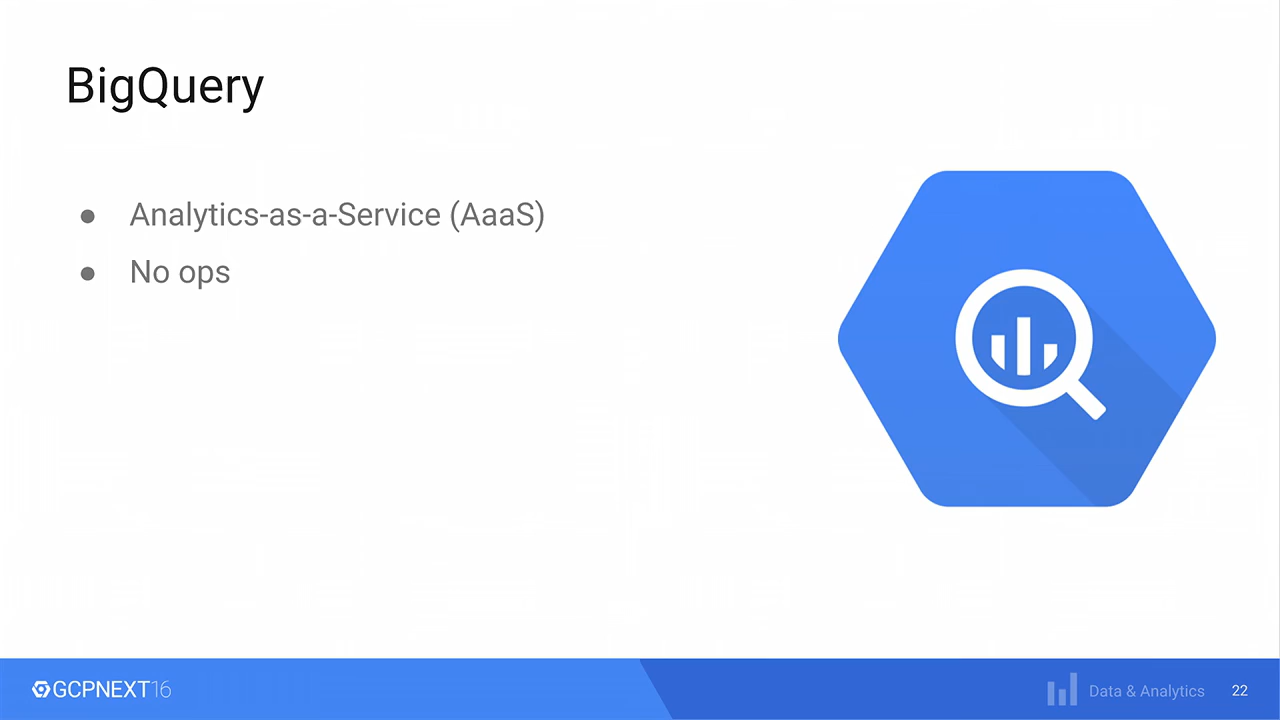 BigQuery
● Analytics-as-a-Service (AaaS)
● No ops
GCPNEXT16
Data & Analytics
22